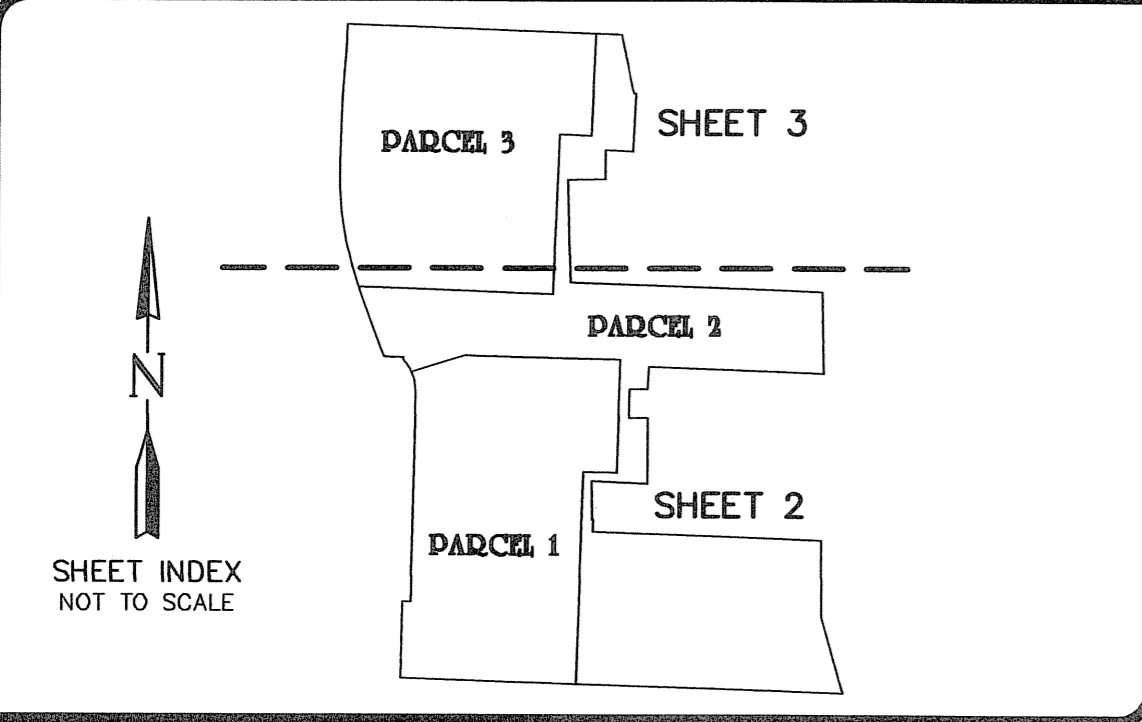 PARCEL 3
SHEET 3
PARCEL 2
N
SHEET 2
PARCEL 1
SHEET INDEX
NOT TO SCALE